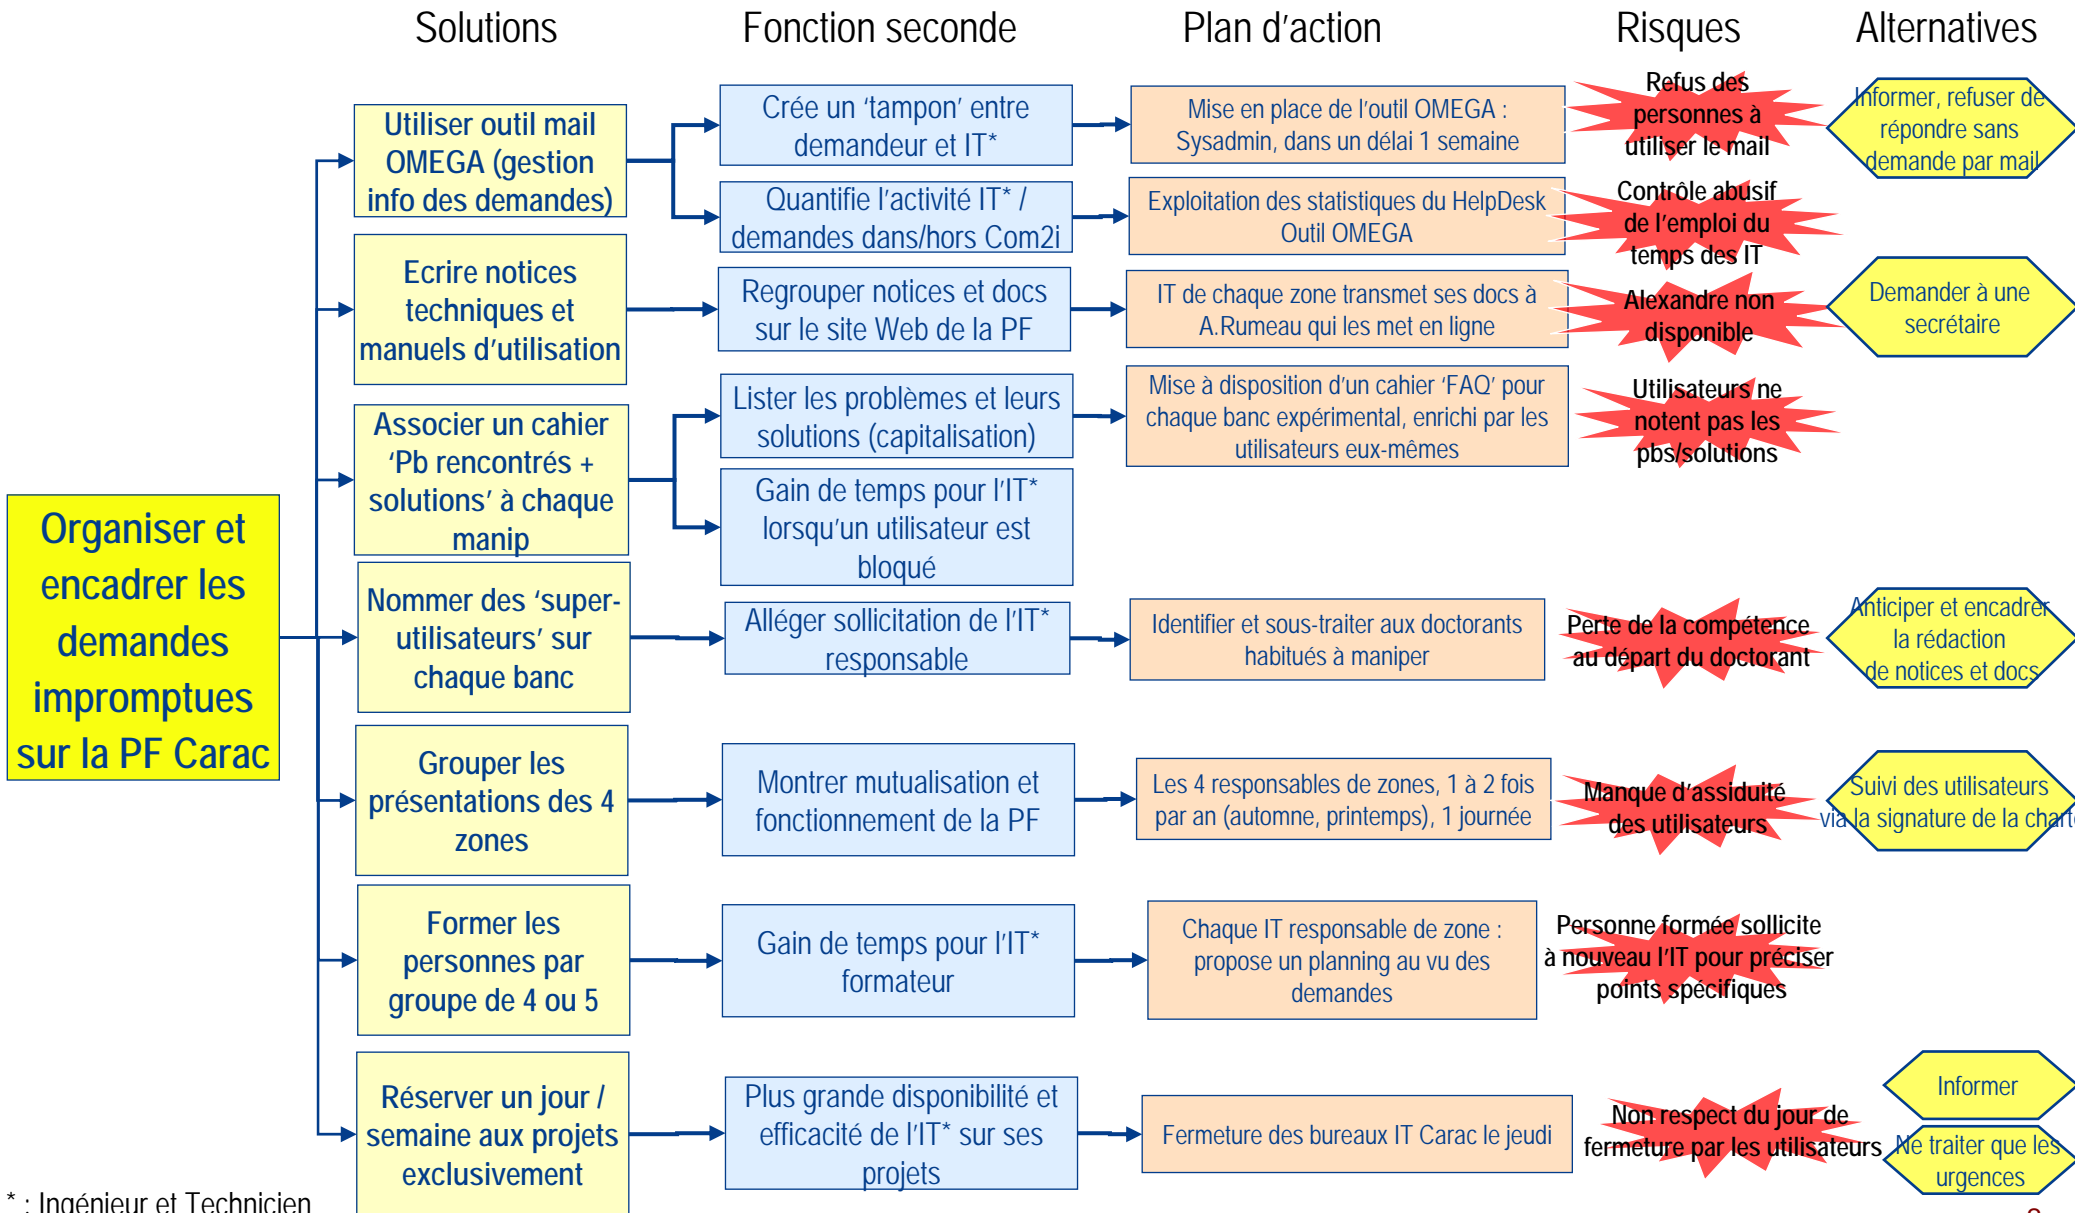 Solutions
Fonction seconde
Plan d'action
Risques
Alternatives
Organiser et
encadrer les
demandes
impromptues
sur la PF Carac
Utiliser outil mail
OMEGA (gestion
info des demandes)
Crée un 'tampon' entre
demandeur et IT*
Mise en place de l'outil OMEGA :
Sysadmin, dans un délai 1 semaine
Refus des
personnes à
utiliser le mail
Informer, refuser de
répondre sans
demande par mail
Quantifie l'activité IT* /
demandes dans/hors Com2i
Exploitation des statistiques du HelpDesk
Outil OMEGA
Contrôle abusif
de l'emploi du
temps des IT
Ecrire notices
techniques et
manuels d'utilisation
Regrouper notices et docs
sur le site Web de la PF
IT de chaque zone transmet ses docs à
A.Rumeau qui les met en ligne
Alexandre non
disponible
Demander à une
secrétaire
Associer un cahier
'Pb rencontrés +
solutions' à chaque
manip
Lister les problèmes et leurs
solutions (capitalisation)
Mise à disposition d'un cahier 'FAQ' pour
chaque banc expérimental, enrichi par les
utilisateurs eux-mêmes
Utilisateurs ne
notent pas les
pbs/solutions
Gain de temps pour l'IT*
lorsqu'un utilisateur est
bloqué
Nommer des 'super-
utilisateurs' sur
chaque banc
Alléger sollicitation de l'IT*
responsable
Identifier et sous-traiter aux doctorants
habitués à maniper
Perte de la compétence
au départ du doctorant
Anticiper et encadrer
la rédaction
de notices et docs
Grouper les
présentations des 4
zones
Montrer mutualisation et
fonctionnement de la PF
Les 4 responsables de zones, 1 à 2 fois
par an (automne, printemps), 1 journée
Manque d'assiduité
des utilisateurs
Suivi des utilisateurs
via la signature de la charte
Former les
personnes par
groupe de 4 ou 5
Gain de temps pour l'IT*
formateur
Chaque IT responsable de zone :
propose un planning au vu des
demandes
Personne formée sollicite
à nouveau l'IT pour préciser
points spécifiques
Réserver un jour /
semaine aux projets
exclusivement
Plus grande disponibilité et
efficacité de l'IT* sur ses
projets
Fermeture des bureaux IT Carac le jeudi
Non respect du jour de
fermeture par les utilisateurs
Informer
Ne traiter que les
urgences
* : Ingénieur et Technicien